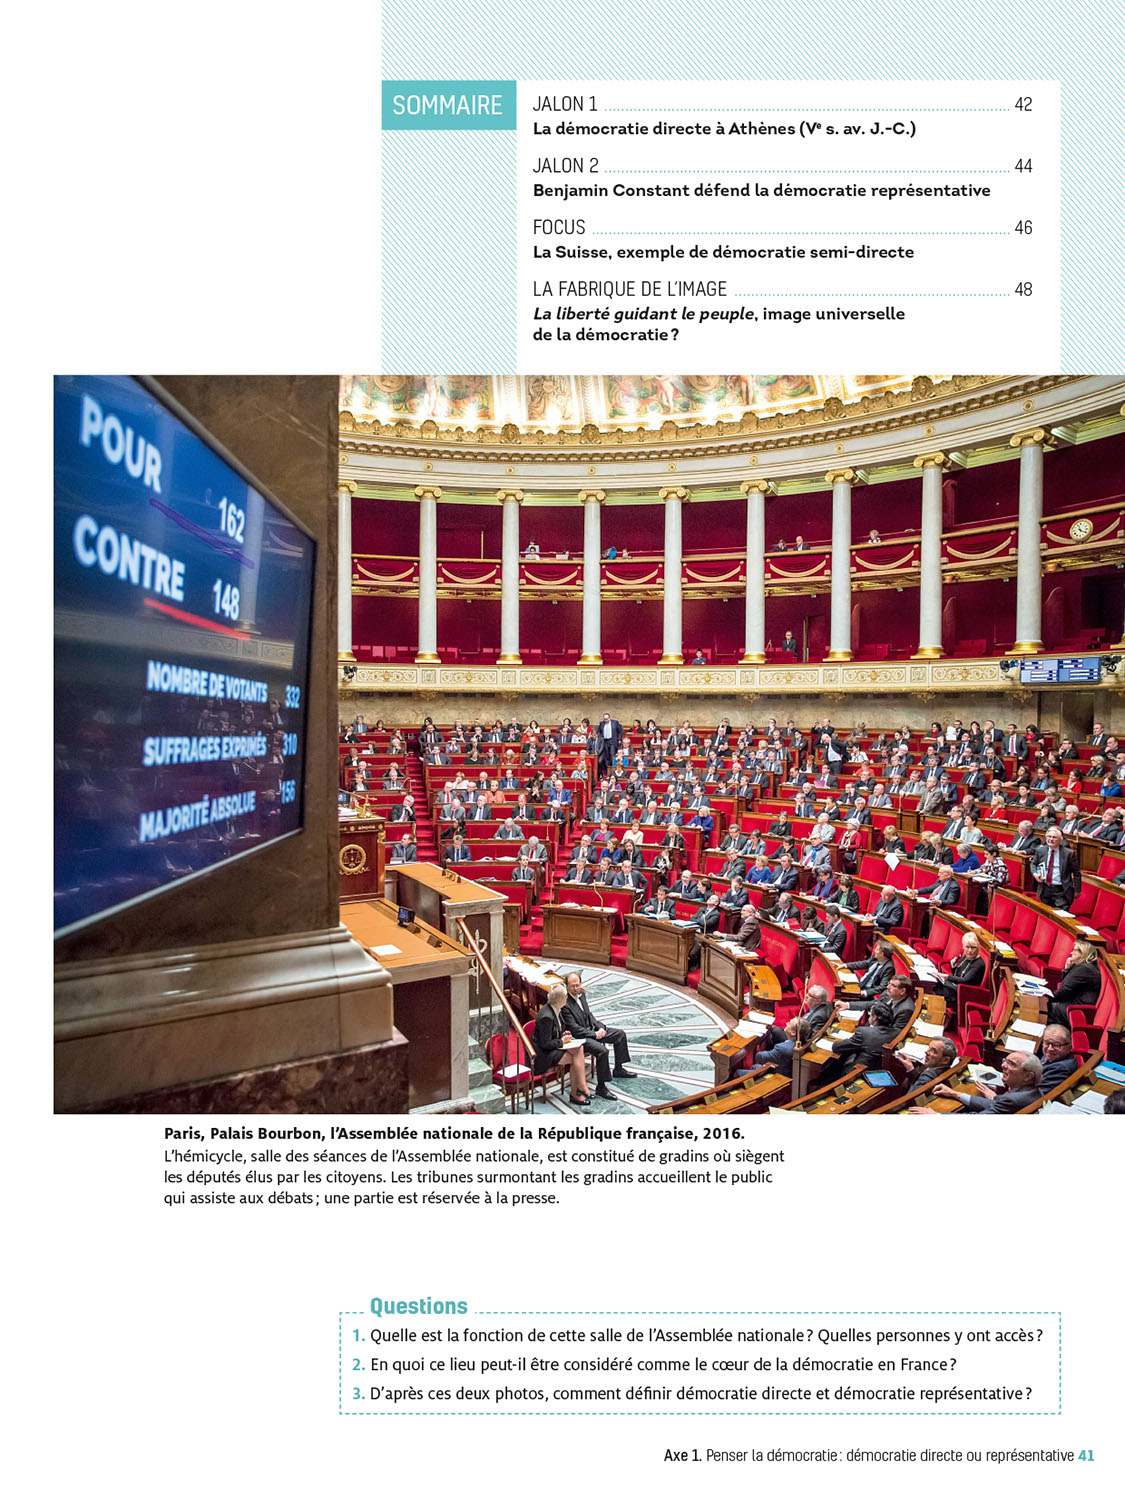 SOMMAIRE
JALON 1 42
La démocratie directe à Athènes (Ve s. av. J.-C.)
JALON 2 44
Benjamin Constant défend la démocratie représentative
FOCUS 46
La Suisse, exemple de démocratie semi-directe
LA FABRIQUE DE L’IMAGE 48
La liberté guidant le peuple, image universelle
de la démocratie ?
POUR 162
CONTRE 148
NOMBRE DE VOTANTS 332
SUFFRAGES EXPRIMÉS 310
MAJORITÉ ABSOLUE 156
Paris, Palais Bourbon, l’Assemblée nationale de la République française, 2016.
L’hémicycle, salle des séances de l’Assemblée nationale, est constitué de gradins où siègent
les députés élus par les citoyens. Les tribunes surmontant les gradins accueillent le public
qui assiste aux débats ; une partie est réservée à la presse.
Questions
1. Quelle est la fonction de cette salle de l’Assemblée nationale ? Quelles personnes y ont accès ?
2. En quoi ce lieu peut-il être considéré comme le cœur de la démocratie en France ?
3. D’après ces deux photos, comment définir démocratie directe et démocratie représentative ?
Axe 1. Penser la démocratie : démocratie directe ou représentative 41